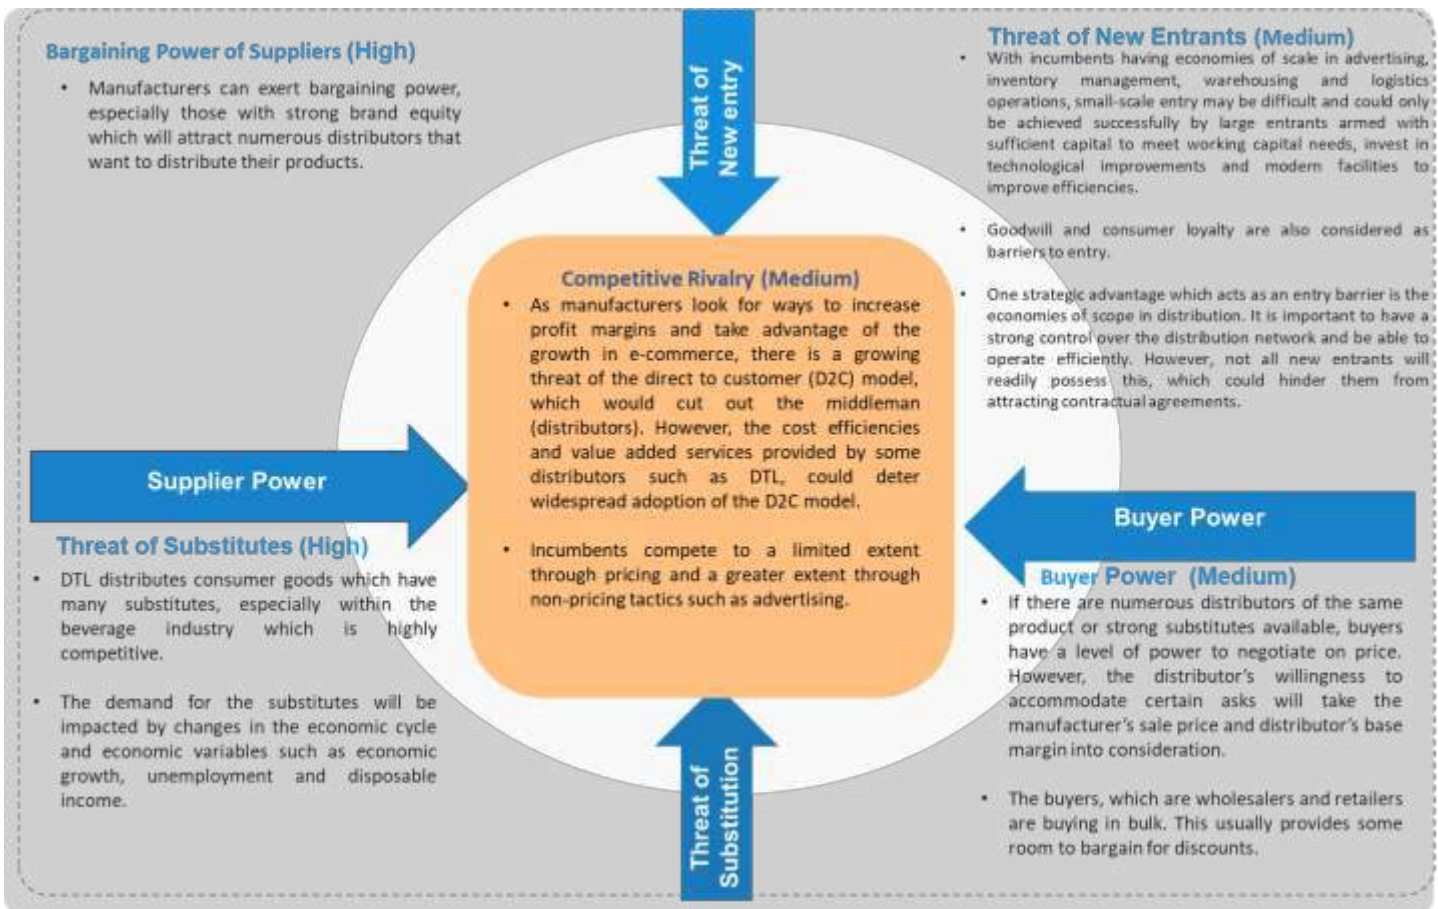 Bargaining Power of Suppliers (High)
• Manufacturers can exert bargaining power,
especially those with strong brand equity
which will attract numerous distributors that
want to distribute their products.
Threat of
New entry
Threat of New Entrants (Medium)
• With incumbents having economies of scale in advertising,
inventory management, warehousing and logistics
operations, small-scale entry may be difficult and could only
be achieved successfully by large entrants armed with
sufficient capital to meet working capital needs, invest in
technological improvements and modern facilities to
improve efficiencies.
• Goodwill and consumer loyalty are also considered as
barriers to entry.
• One strategic advantage which acts as an entry barrier is the
economies of scope in distribution. It is important to have a
strong control over the distribution network and be able to
operate efficiently. However, not all new entrants will
readily possess this, which could hinder them from
attracting contractual agreements.
Competitive Rivalry (Medium)
• As manufacturers look for ways to increase
profit margins and take advantage of the
growth in e-commerce, there is a growing
threat of the direct to customer (D2C) model,
which would cut out the middleman
(distributors). However, the cost efficiencies
and value added services provided by some
distributors such as DTL, could deter
widespread adoption of the D2C model.
• Incumbents compete to a limited extent
through pricing and a greater extent through
non-pricing tactics such as advertising.
Supplier Power
Threat of Substitutes (High)
• DTL distributes consumer goods which have
many substitutes, especially within the
beverage industry which is highly
competitive.
• The demand for the substitutes will be
impacted by changes in the economic cycle
and economic variables such as economic
growth, unemployment and disposable
income.
Buyer Power
Buyer Power (Medium)
• If there are numerous distributors of the same
product or strong substitutes available, buyers
have a level of power to negotiate on price.
However, the distributor's willingness to
accommodate certain asks will take the
manufacturer's sale price and distributor's base
margin into consideration.
• The buyers, which are wholesalers and retailers
are buying in bulk. This usually provides some
room to bargain for discounts.
Threat of
Substitution